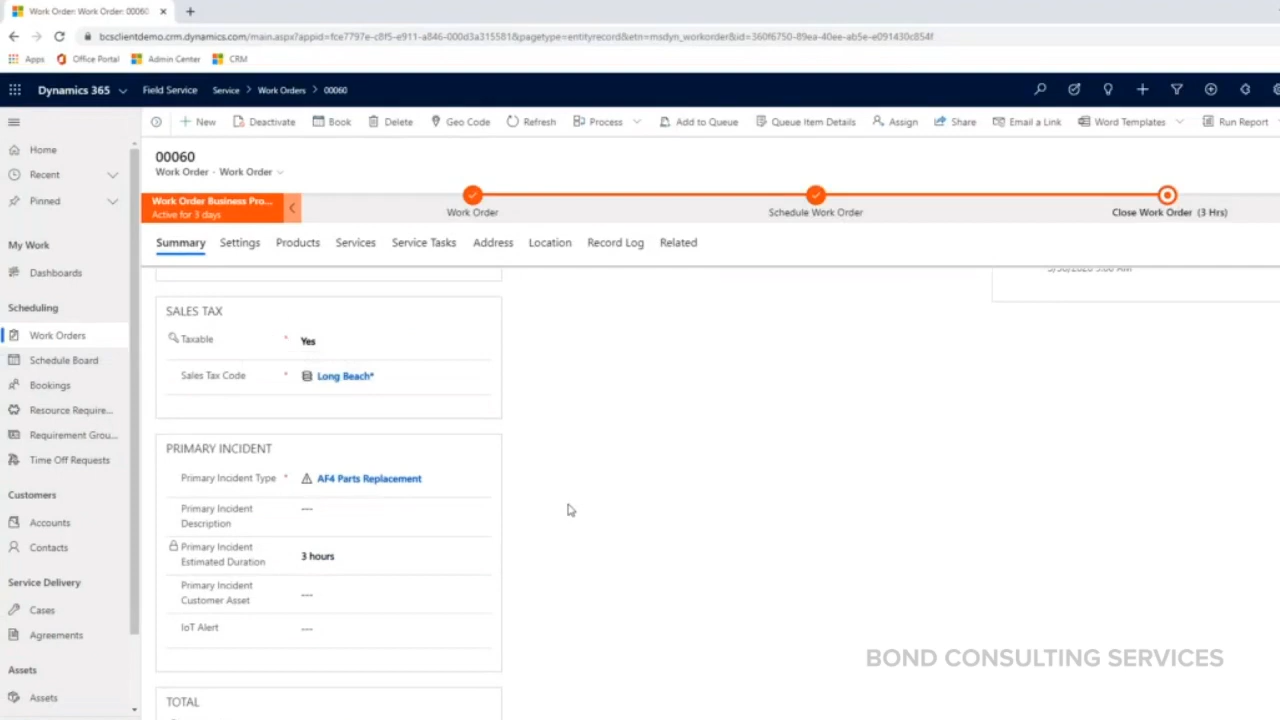 Work Order: Work Order: 00060
bcsclientdemo.crm.dynamics.com/main.aspx?appid=fce7797c-c8f5-e911-a846-000d3a315581&pagetype=entityrecord&etn=msdyn_workorder&id=360f6750-89ea-40ee-ab5e-e091430c854f
Apps Office Portal Admin Center CRM
Dynamics 365 Field Service Service > Work Orders > 00060
New Deactivate Book Delete Geo Code Refresh Process Add to Queue Queue Item Details Assign Share Email a Link Word Templates Run Report
Home
Recent
Pinned
My Work
Dashboards
Scheduling
Work Orders
Schedule Board
Bookings
Resource Require...
Requirement Grou...
Time Off Requests
Customers
Accounts
Contacts
Service Delivery
Cases
Agreements
Assets
Assets
00060
Work Order · Work Order
Work Order Business Pro...
Active for 3 days
Work Order
Schedule Work Order
Close Work Order (3 Hrs)
Summary Settings Products Services Service Tasks Address Location Record Log Related
SALES TAX
Taxable * Yes
Sales Tax Code * Long Beach*
PRIMARY INCIDENT
Primary Incident Type * AF4 Parts Replacement
Primary Incident ---
Description
Primary Incident
Estimated Duration 3 hours
Primary Incident
Customer Asset ---
IoT Alert ---
TOTAL
BOND CONSULTING SERVICES